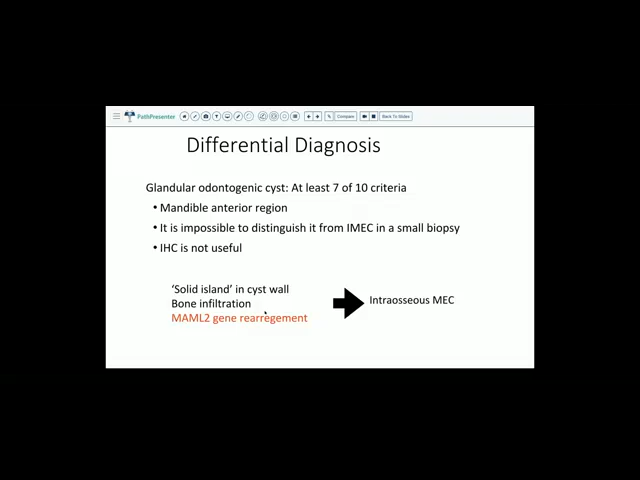 PathPresenter
Compare
Back To Slides
Differential Diagnosis
Glandular odontogenic cyst: At least 7 of 10 criteria
• Mandible anterior region
• It is impossible to distinguish it from IMEC in a small biopsy
• IHC is not useful
‘Solid island’ in cyst wall
Bone infiltration
MAML2 gene rearregement
Intraosseous MEC